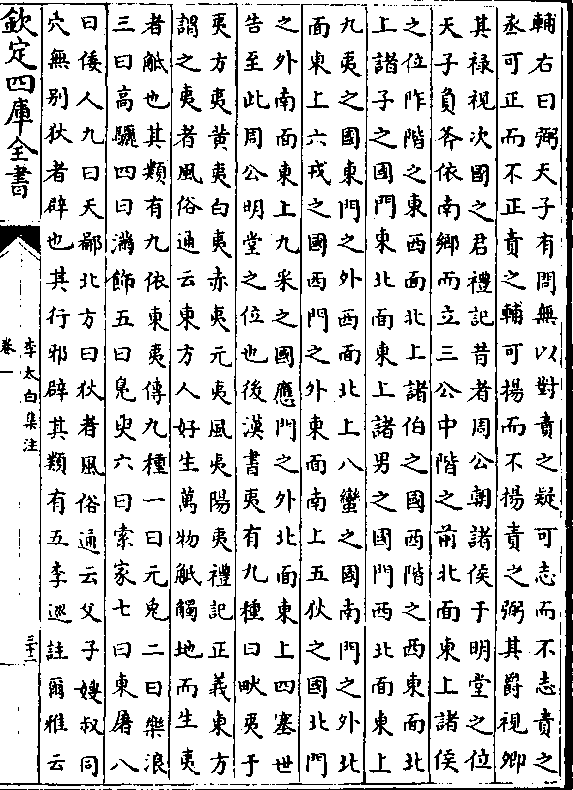 輔右曰弼天子有問無以對責之疑可志而不志責之
丞可正而不正責之輔可揚而不揚責之弼其爵視卿
其祿視次國之君禮記昔者周公朝諸侯于明堂之位
天子負斧依南鄉而立三公中階之前北面東上諸侯
之位阼階之東西面北上諸伯之國西階之西東面北
上諸子之國門東北面東上諸男之國門西北面東上
九夷之國東門之外西面北上八蠻之國南門之外北
面東上六戎之國西門之外東面南上五狄之國北門
之外南面東上九采之國應門之外北面東上四塞世
告至此周公明堂之位也後漢書夷有九種曰畎夷于
夷方夷黄夷白夷赤夷元夷風夷陽夷禮記正義東方
謂之夷者風俗通云東方人好生萬物觝觸地而生夷
者觝也其類有九依東夷傳九種一曰元兎二曰樂浪
三曰高驪四曰滿飾五曰鳬臾六曰索家七曰東屠八
曰倭人九曰天鄙北方曰狄者風俗通云父子嫂叔同
穴無别狄者辟也其行邪辟其類有五李巡註爾雅云
欽定四庫全書
李太白集注
卷一
三十二